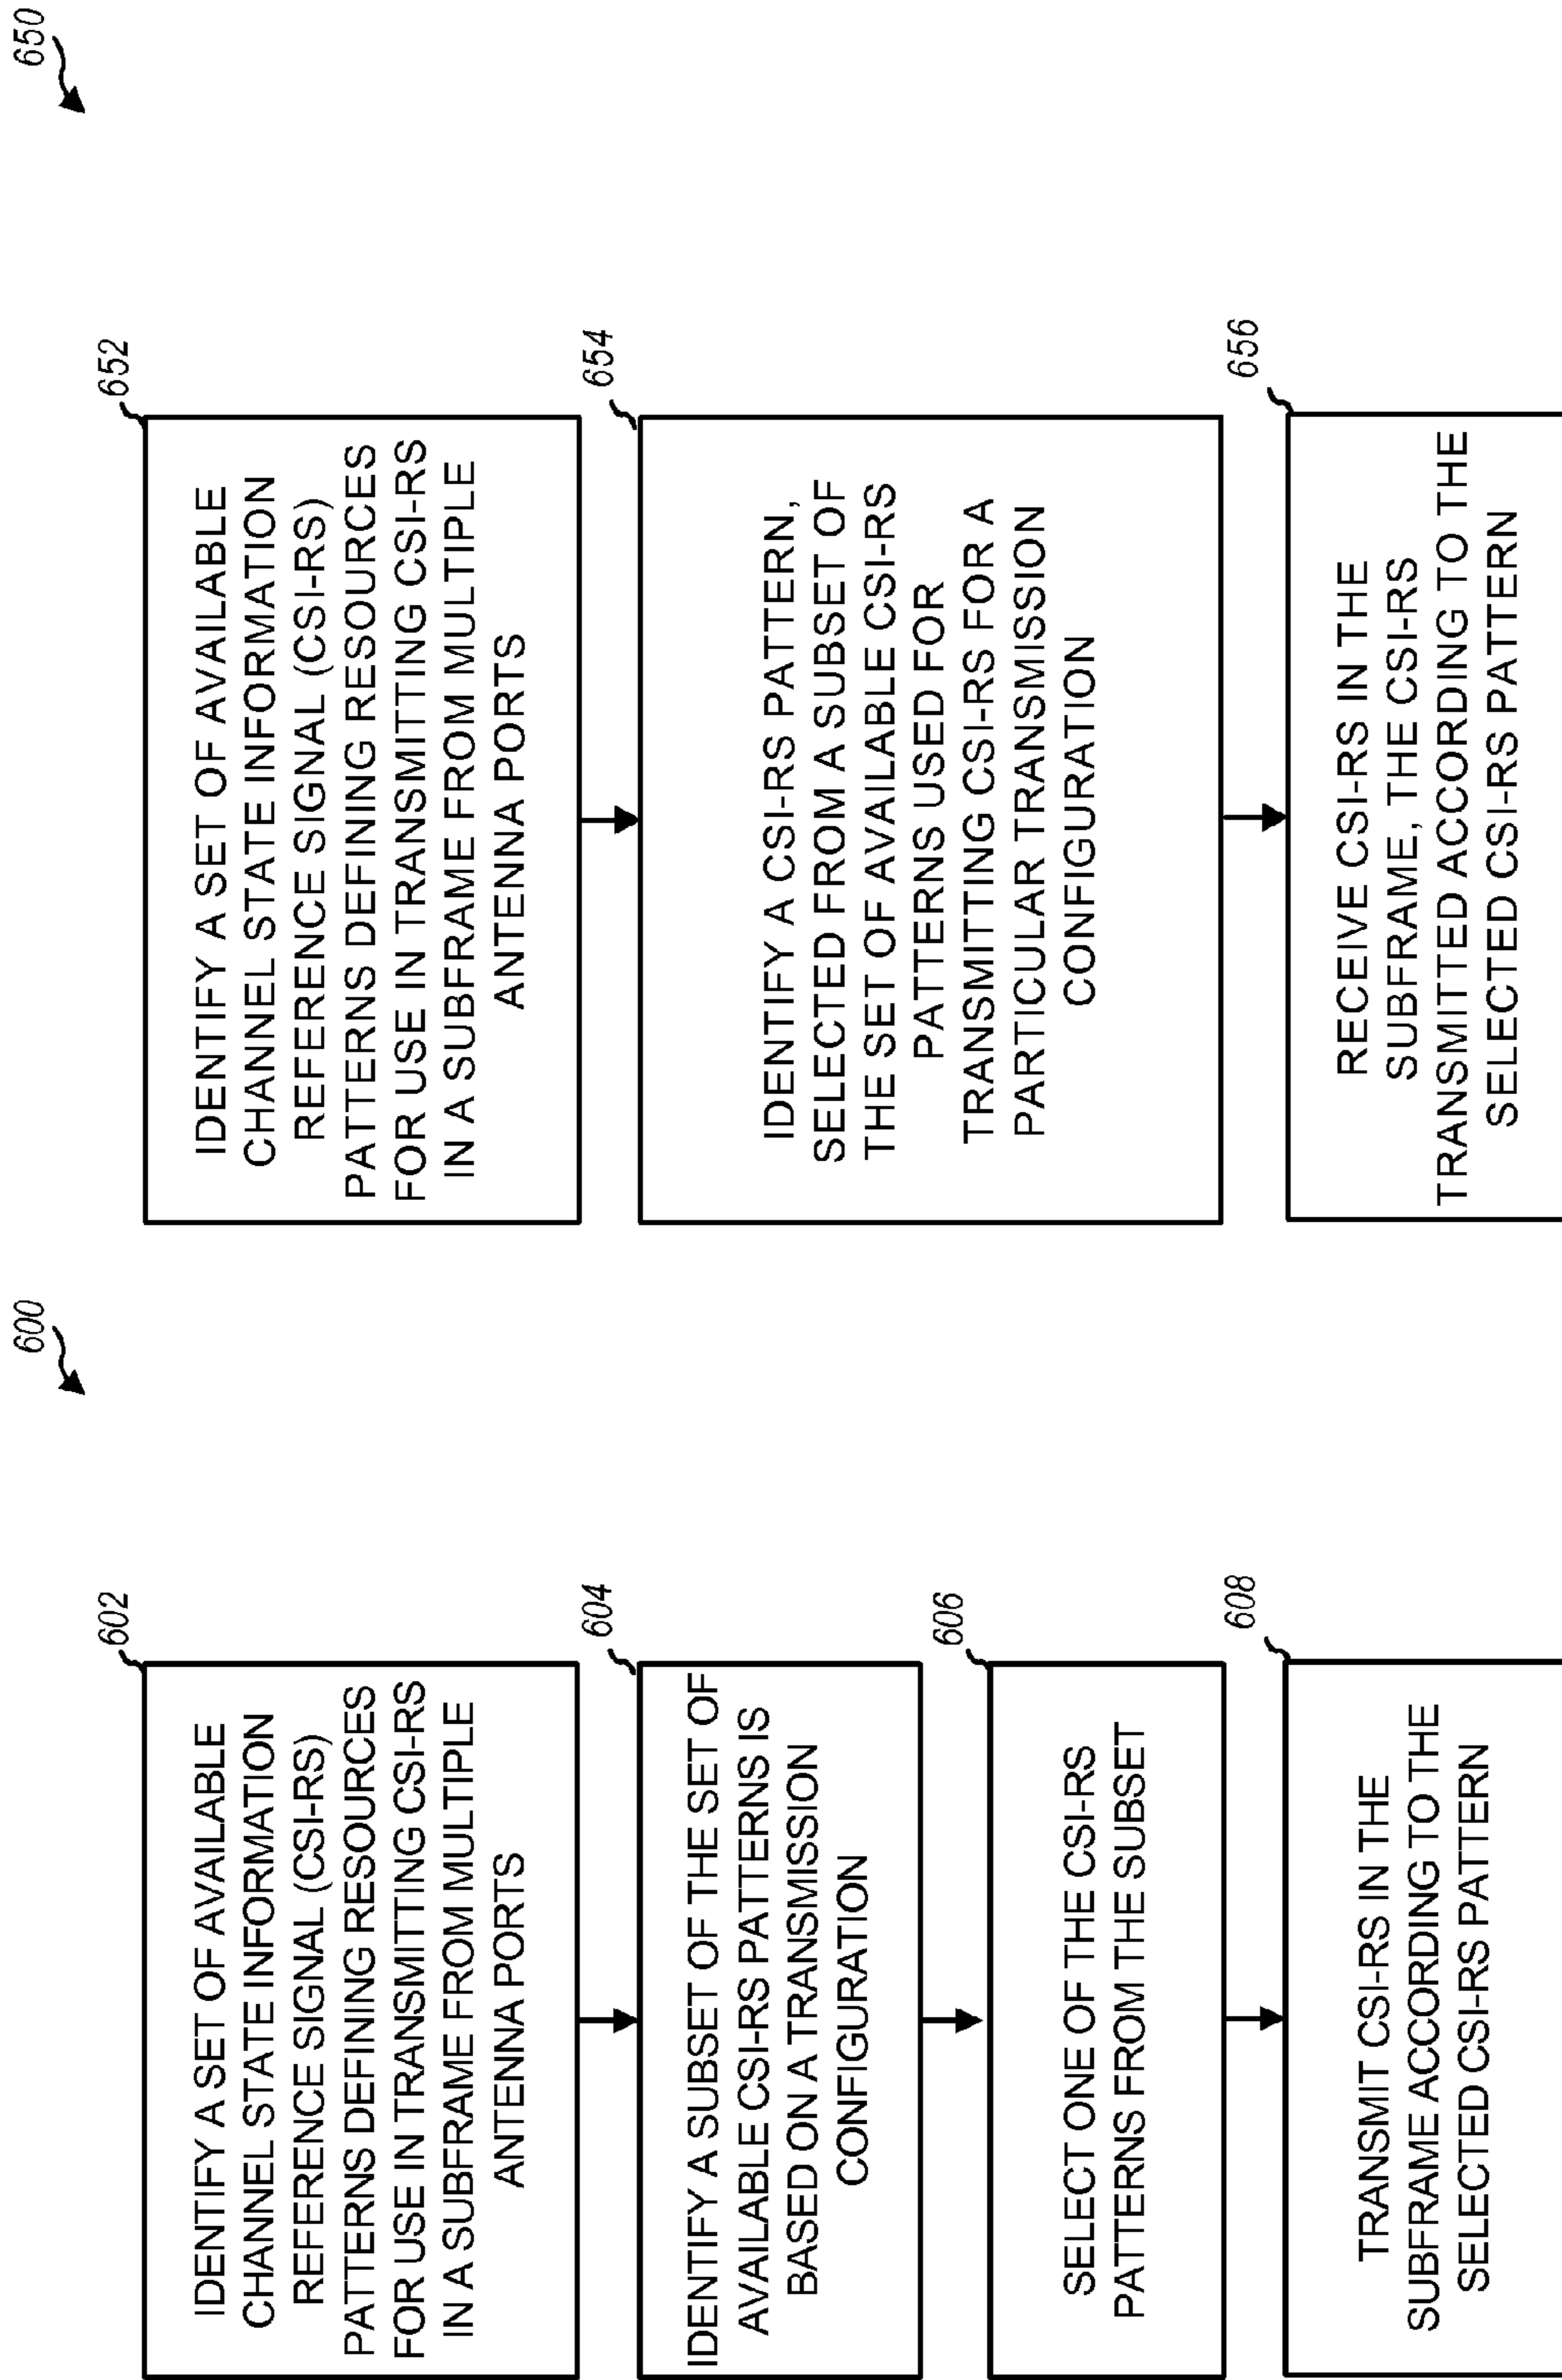 600
602
IDENTIFY A SET OF AVAILABLE
CHANNEL STATE INFORMATION
REFERENCE SIGNAL (CSI-RS)
PATTERNS DEFINING RESOURCES
FOR USE IN TRANSMITTING CSI-RS
IN A SUBFRAME FROM MULTIPLE
ANTENNA PORTS
604
IDENTIFY A SUBSET OF THE SET OF
AVAILABLE CSI-RS PATTERNS IS
BASED ON A TRANSMISSION
CONFIGURATION
606
SELECT ONE OF THE CSI-RS
PATTERNS FROM THE SUBSET
608
TRANSMIT CSI-RS IN THE
SUBFRAME ACCORDING TO THE
SELECTED CSI-RS PATTERN
650
652
IDENTIFY A SET OF AVAILABLE
CHANNEL STATE INFORMATION
REFERENCE SIGNAL (CSI-RS)
PATTERNS DEFINING RESOURCES
FOR USE IN TRANSMITTING CSI-RS
IN A SUBFRAME FROM MULTIPLE
ANTENNA PORTS
654
IDENTIFY A CSI-RS PATTERN,
SELECTED FROM A SUBSET OF
THE SET OF AVAILABLE CSI-RS
PATTERNS USED FOR
TRANSMITTING CSI-RS FOR A
PARTICULAR TRANSMISSION
CONFIGURATION
656
RECEIVE CSI-RS IN THE
SUBFRAME, THE CSI-RS
TRANSMITTED ACCORDING TO THE
SELECTED CSI-RS PATTERN